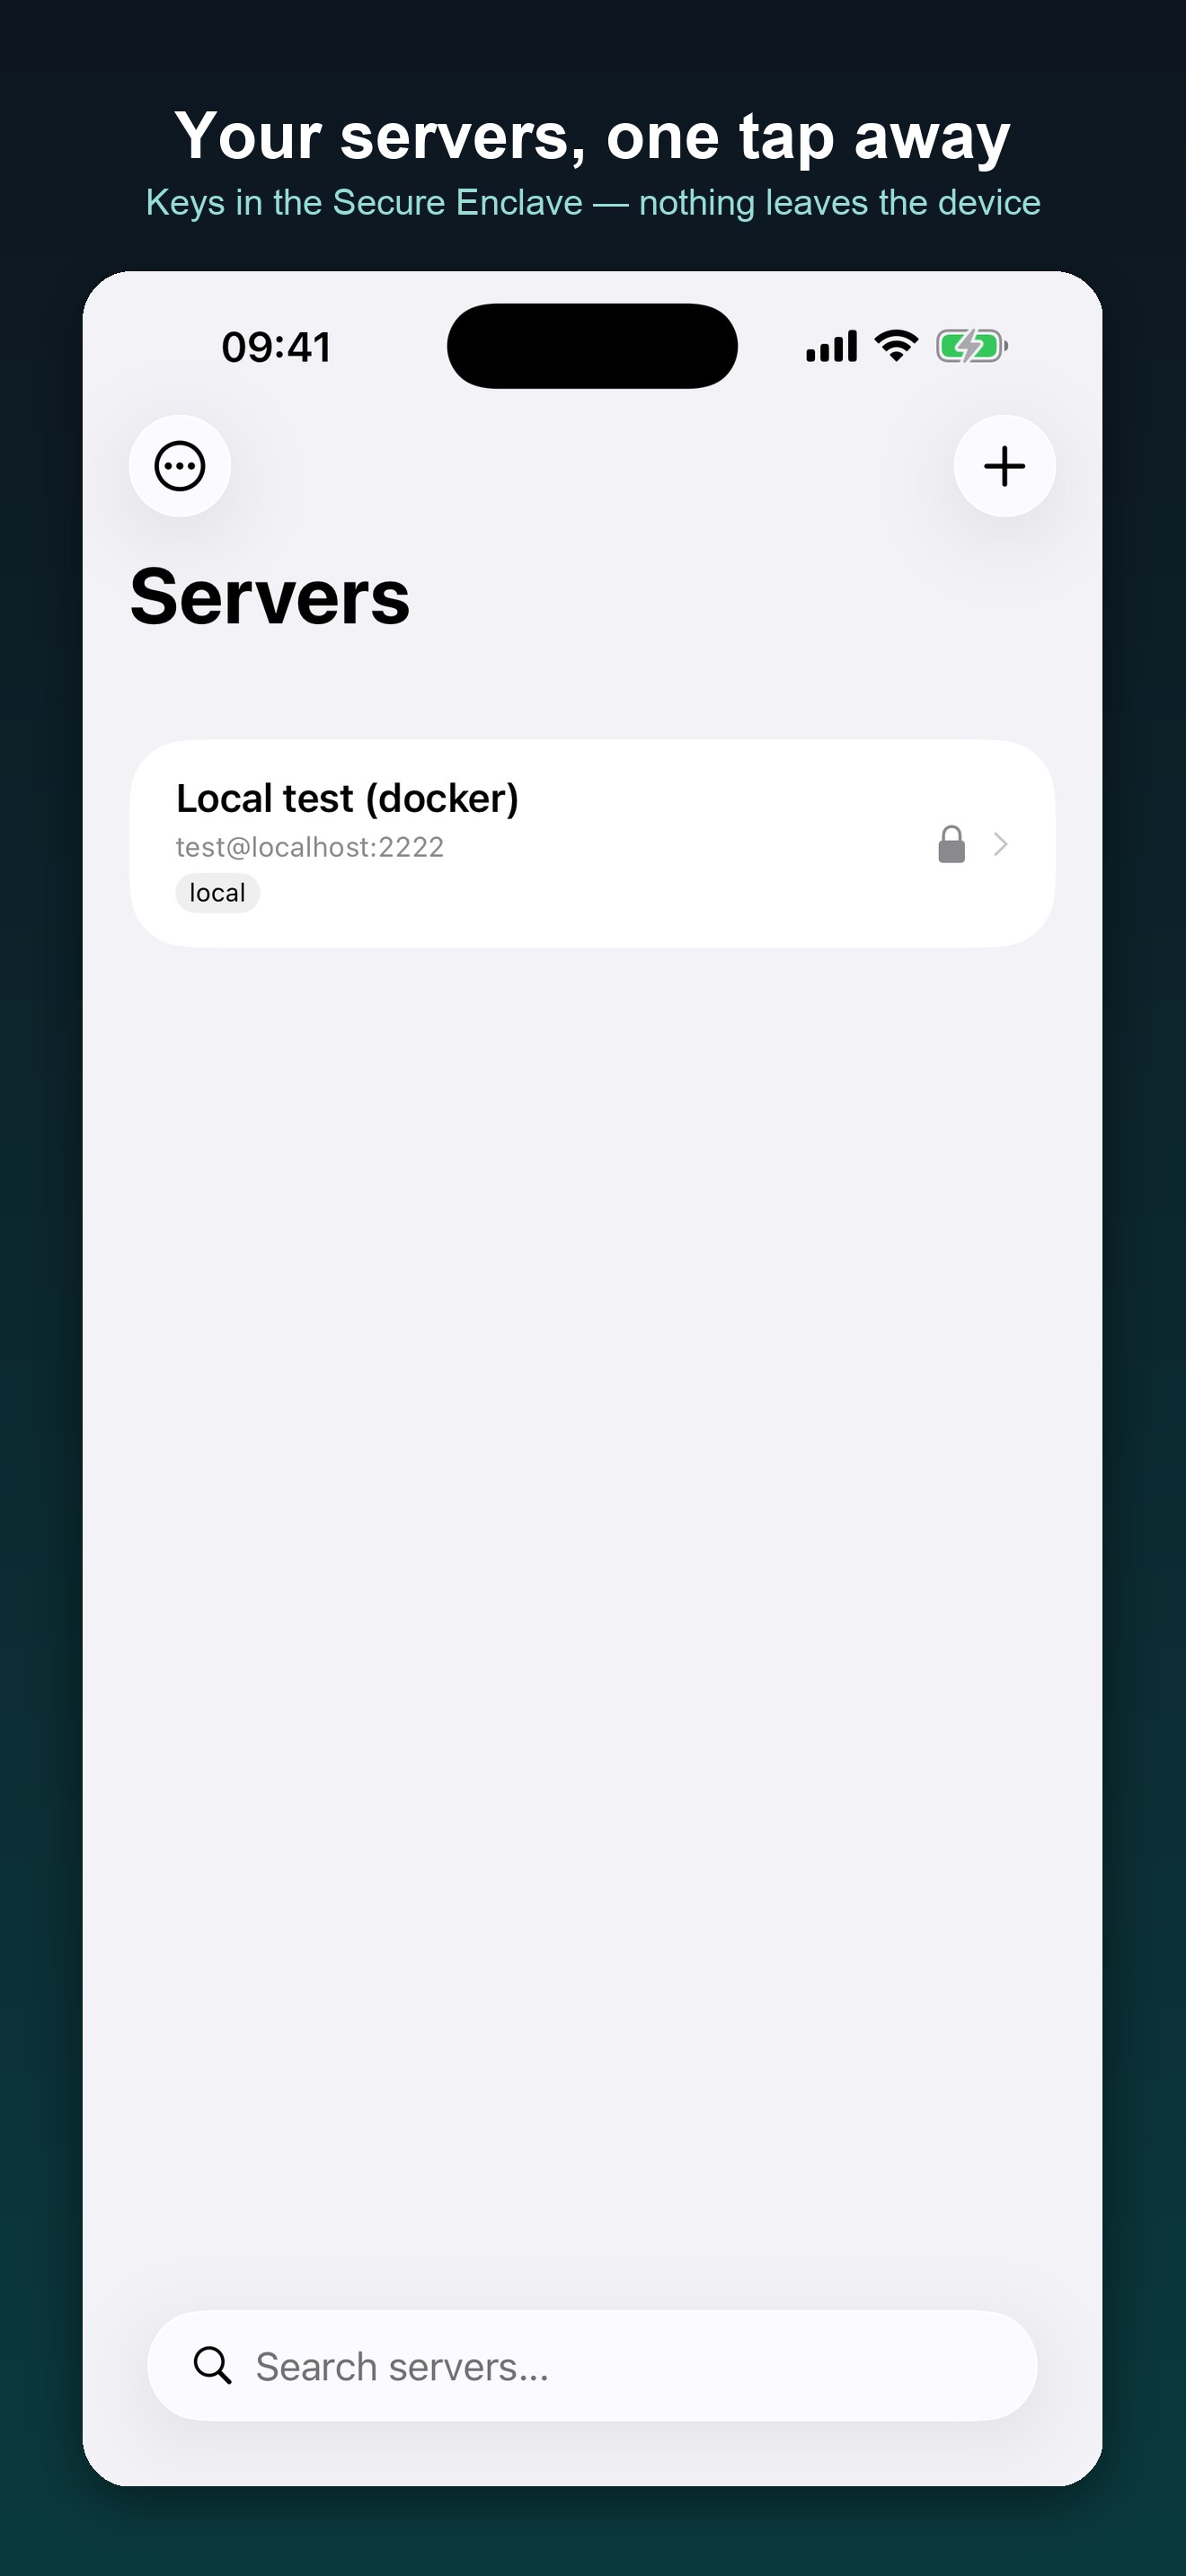 Your servers, one tap away
Keys in the Secure Enclave — nothing leaves the device
09:41
Servers
Local test (docker)
test@localhost:2222
local
Search servers...